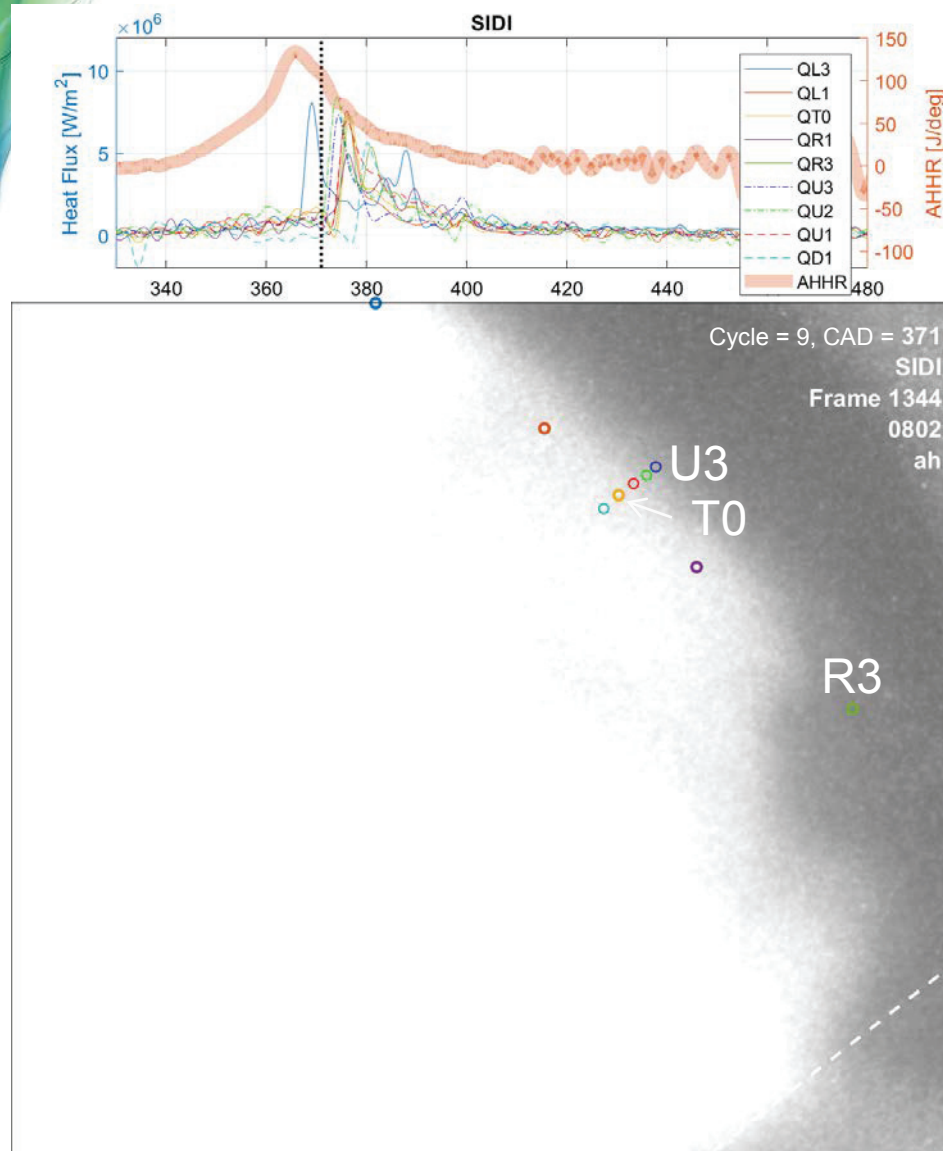 SIDI
×10⁶
10
5
0
Heat Flux [W/m²]
150
100
50
0
-50
-100
AHHR [J/deg]
QL3
QL1
QT0
QR1
QR3
QU3
QU2
QU1
QD1
AHHR
340 360 380 400 420 440 480
Cycle = 9, CAD = 371
SIDI
Frame 1344
0802
ah
U3
T0
R3